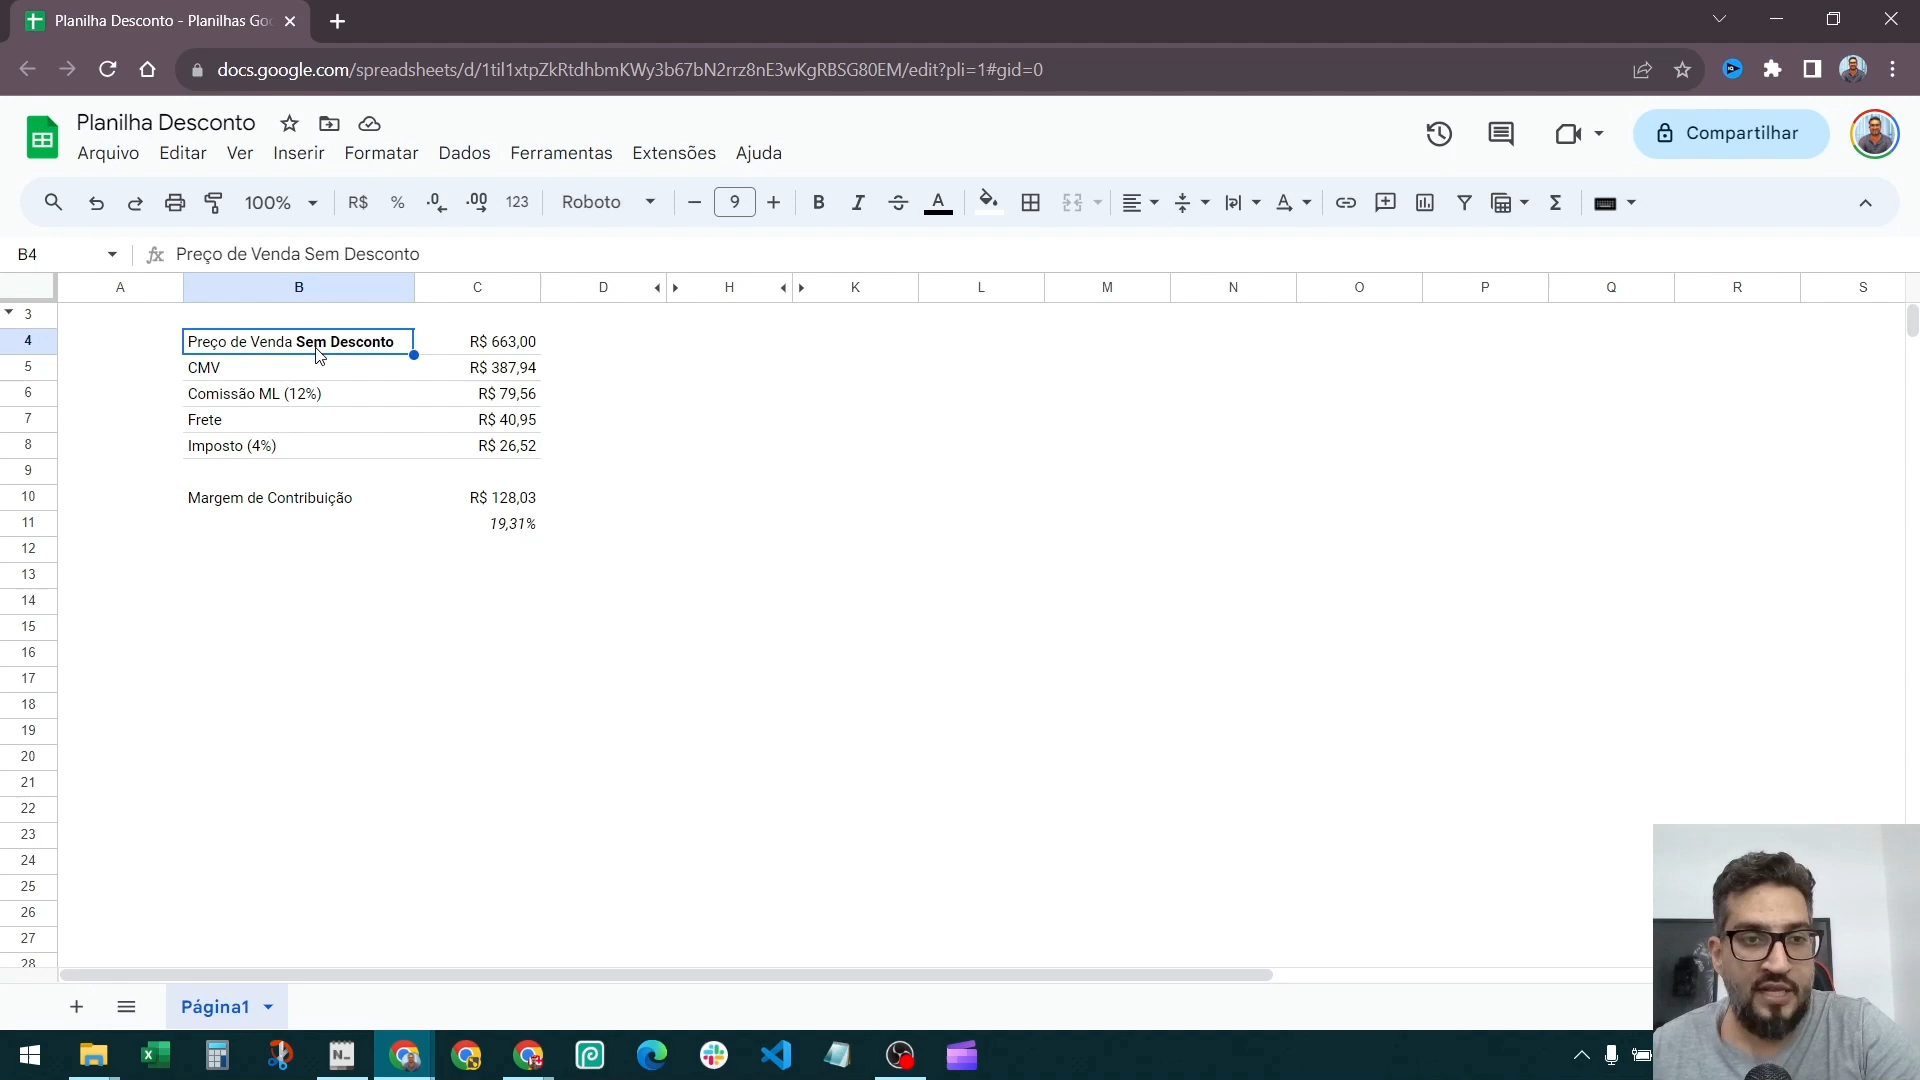 Planilha Desconto - Planilhas Goo
docs.google.com/spreadsheets/d/1til1xtpZkRtdhbmKWy3b67bN2rrz8nE3wKgRBSG80EM/edit?pli=1#gid=0
Planilha Desconto
Arquivo Editar Ver Inserir Formatar Dados Extensões Ferramentas Ajuda
Compartilhar
100% R$ % .0 .00 123 Roboto 9 B I S A
B4 fx Preço de Venda Sem Desconto
A B C D H K L M N O P Q R S
3
4 Preço de Venda Sem Desconto R$ 663,00
5 CMV R$ 387,94
6 Comissão ML (12%) R$ 79,56
7 Frete R$ 40,95
8 Imposto (4%) R$ 26,52
9
10 Margem de Contribuição R$ 128,03
11 19,31%
12
13
14
15
16
17
18
19
20
21
22
23
24
25
26
27
28
Página1